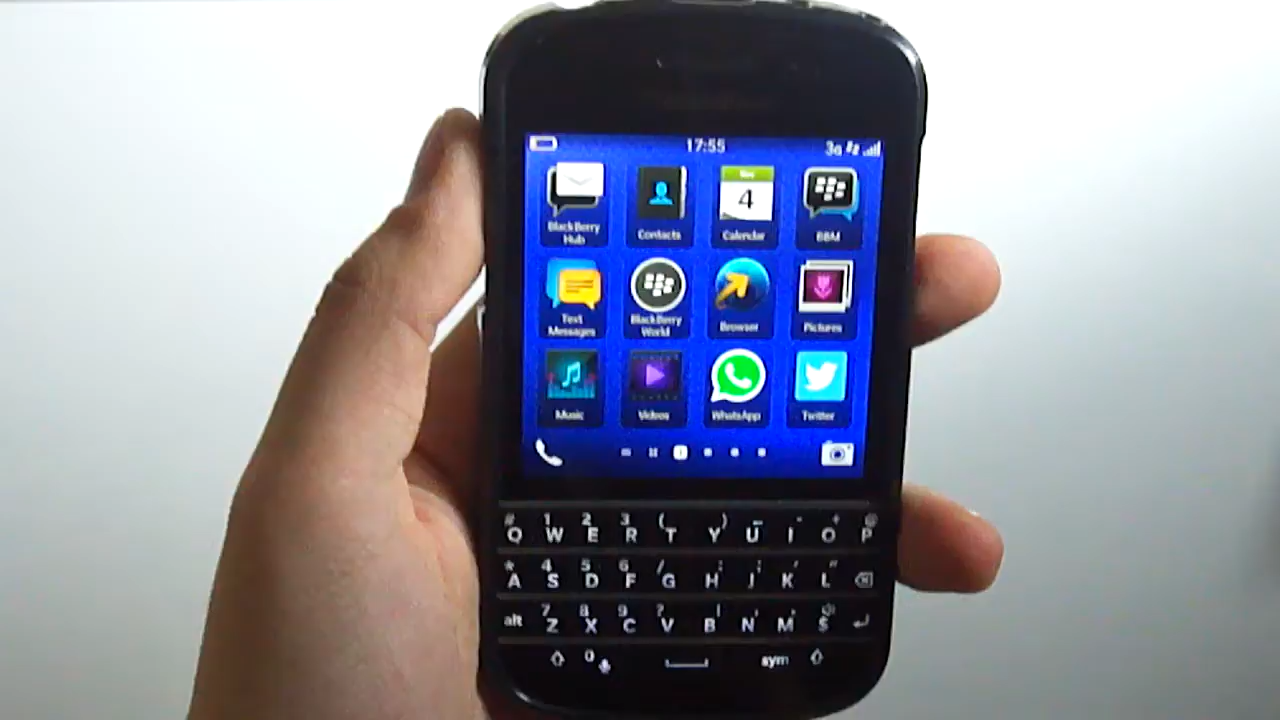 17:55 3G
BlackBerry Hub
Contacts
Calendar
4
BBM
Text Messages
BlackBerry World
Browser
Pictures
Music
Videos
WhatsApp
Twitter
# 1 2 3 ( ) _ - + @
Q W E R T Y U I O P
* 4 5 6 / : ; ' "
A S D F G H J K L
7 8 9 ? ! , .
alt Z X C V B N M $
0 sym